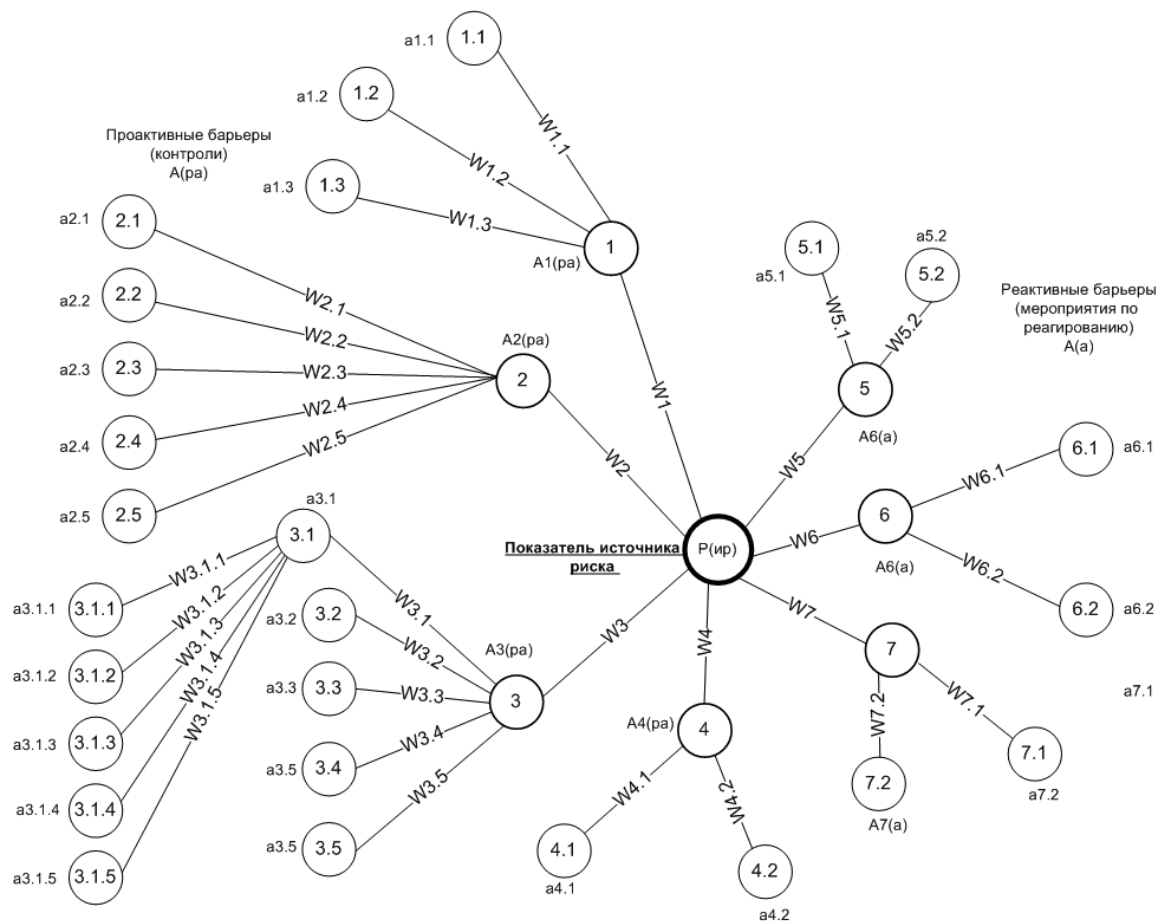 a1.1
1.1
a1.2
1.2
W1.1
Проактивные барьеры
(контроли)
A(pa)
W1.2
a1.3
1.3
W1.3
1
A1(pa)
a2.1
2.1
a2.2
2.2
a2.3
2.3
a2.4
2.4
a2.5
2.5
W2.1
W2.2
W2.3
W2.4
W2.5
A2(pa)
2
W1
W2
5.1
a5.1
a5.2
5.2
W5.1
W5.2
5
A6(a)
W5
Реактивные барьеры
(мероприятия по
реагированию)
A(a)
6.1
a6.1
W6.1
6
A6(a)
W6
W6.2
6.2
a6.2
Показатель источника
риска
P(ир)
a3.1
3.1
W3.1.1
W3.1.2
W3.1.3
W3.1.4
W3.1.5
a3.1.1
3.1.1
a3.1.2
3.1.2
a3.1.3
3.1.3
a3.1.4
3.1.4
a3.1.5
3.1.5
W3.1
a3.2
3.2
W3.2
a3.3
3.3
W3.3
a3.5
3.4
W3.4
a3.5
3.5
W3.5
A3(pa)
3
W3
W4
A4(pa)
4
W4.1
W4.2
4.1
a4.1
4.2
a4.2
W7
7
W7.2
W7.1
a7.1
7.1
a7.2
7.2
A7(a)